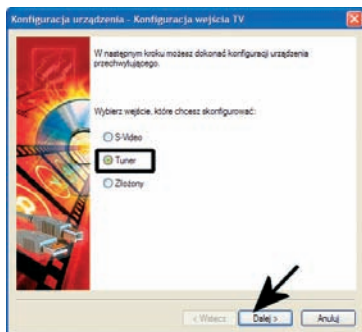 Konfiguracja urządzenia - Konfiguracja wejścia TV
W następnym kroku możesz dokonać konfiguracji urządzenia
przechwytującego.
Wybierz wejście, które chcesz skonfigurować:
S-Video
Tuner
Złożony
< Wstecz
Dalej >
Anuluj